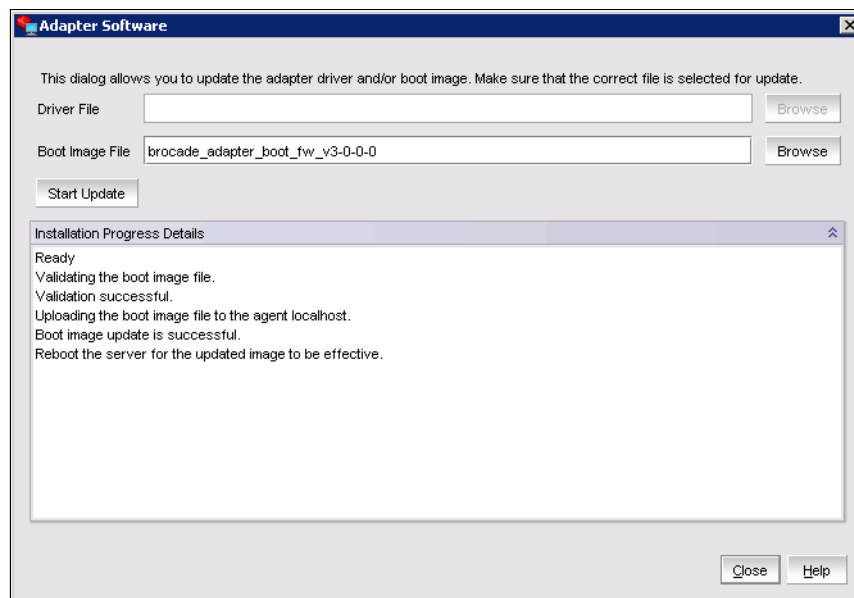 Adapter Software
This dialog allows you to update the adapter driver and/or boot image. Make sure that the correct file is selected for update.
Driver File
Browse
Boot Image File brocade_adapter_boot_fw_v3-0-0-0 Browse
Start Update
Installation Progress Details
Ready
Validating the boot image file.
Validation successful.
Uploading the boot image file to the agent localhost.
Boot image update is successful.
Reboot the server for the updated image to be effective.
Close Help